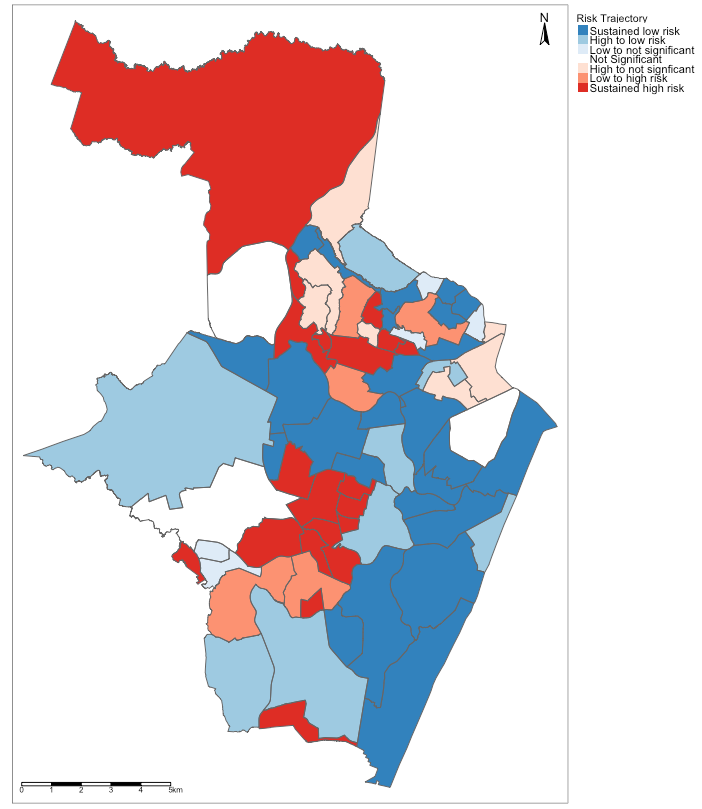 N
Risk Trajectory
Sustained low risk
High to low risk
Low to not significant
Not Significant
High to not signficant
Low to high risk
Sustained high risk
0 1 2 3 4 5km